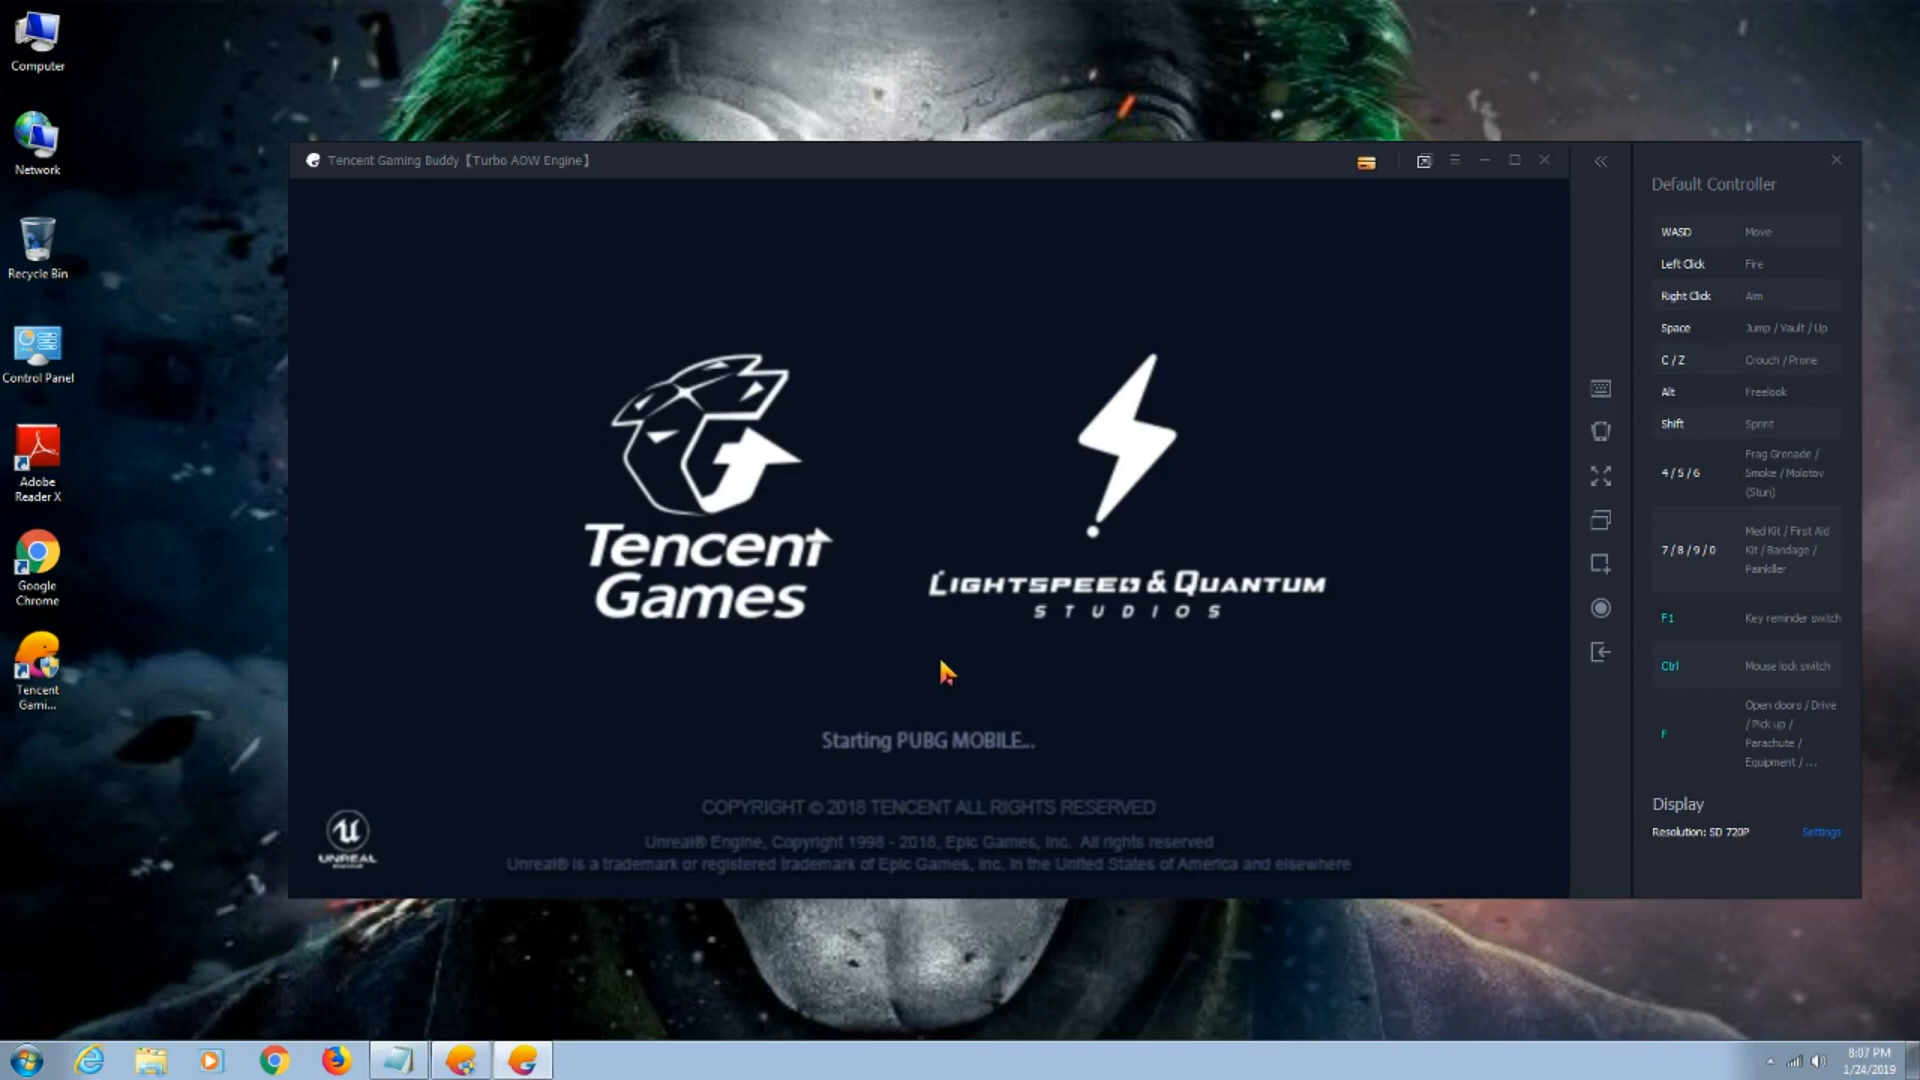 Computer
Network
Recycle Bin
Control Panel
Adobe
Reader X
Google
Chrome
Tencent
Gami...
Tencent Gaming Buddy【Turbo AOW Engine】
Tencent
Games
LIGHTSPEED & QUANTUM
STUDIOS
Starting PUBG MOBILE...
COPYRIGHT © 2018 TENCENT ALL RIGHTS RESERVED
Unreal® Engine, Copyright 1998 - 2018, Epic Games, Inc. All rights reserved
Unreal® is a trademark or registered trademark of Epic Games, Inc. in the United States of America and elsewhere
UNREAL
Default Controller
WASD Move
Left Click Fire
Right Click Aim
Space Jump / Vault / Up
C / Z Crouch / Prone
Alt Freelook
Shift Sprint
4 / 5 / 6 Frag Grenade /
Smoke / Molotov
(Stun)
7 / 8 / 9 / 0 Med Kit / First Aid
Kit / Bandage /
Painkiller
F1 Key reminder switch
Ctrl Mouse lock switch
F Open doors / Drive
/ Pick up /
Parachute /
Equipment / ...
Display
Resolution: SD 720P Settings
8:07 PM
1/24/2019